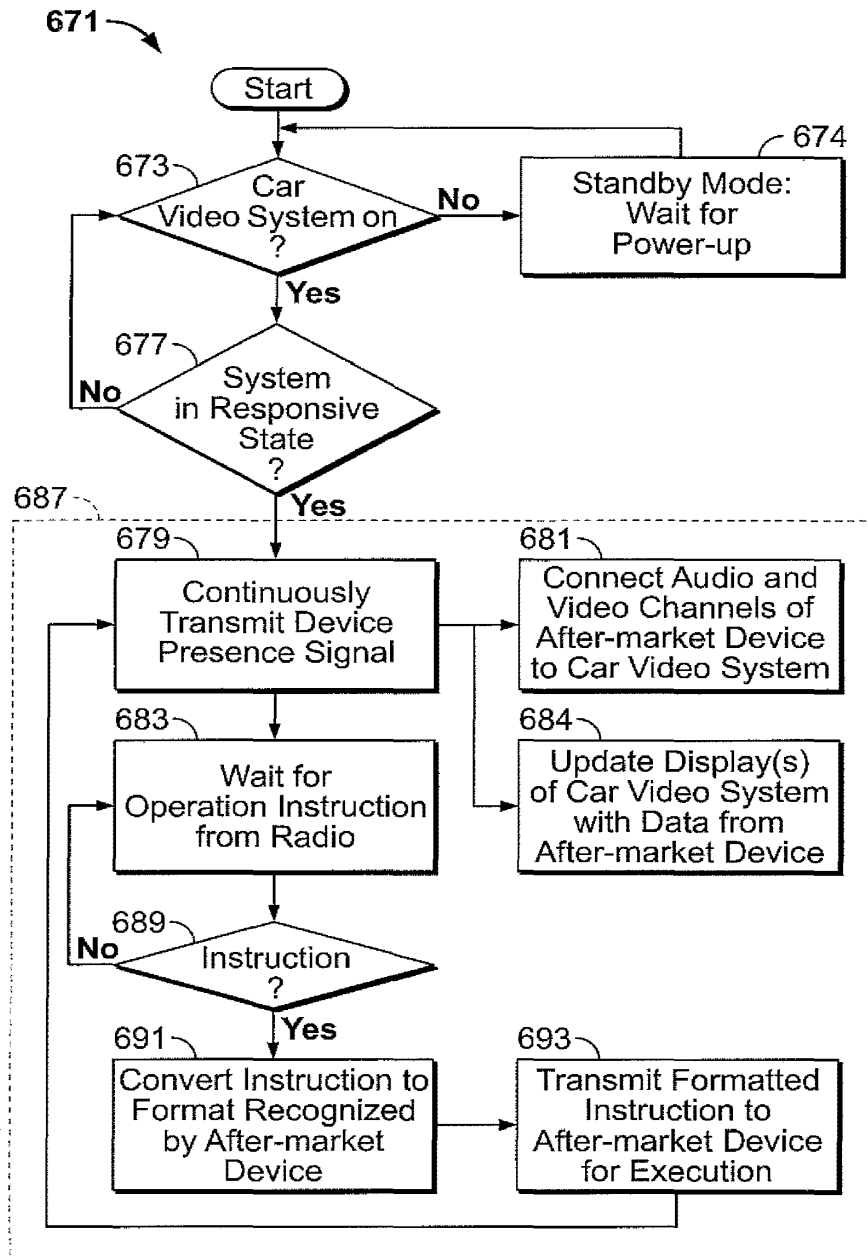 671
Start
673
Car
Video System on
?
No
674
Standby Mode:
Wait for
Power-up
Yes
677
System
in Responsive
State
?
No
Yes
687
679
Continuously
Transmit Device
Presence Signal
681
Connect Audio and
Video Channels of
After-market Device
to Car Video System
683
Wait for
Operation Instruction
from Radio
684
Update Display(s)
of Car Video System
with Data from
After-market Device
689
Instruction
?
No
Yes
691
Convert Instruction to
Format Recognized
by After-market
Device
693
Transmit Formatted
Instruction to
After-market Device
for Execution